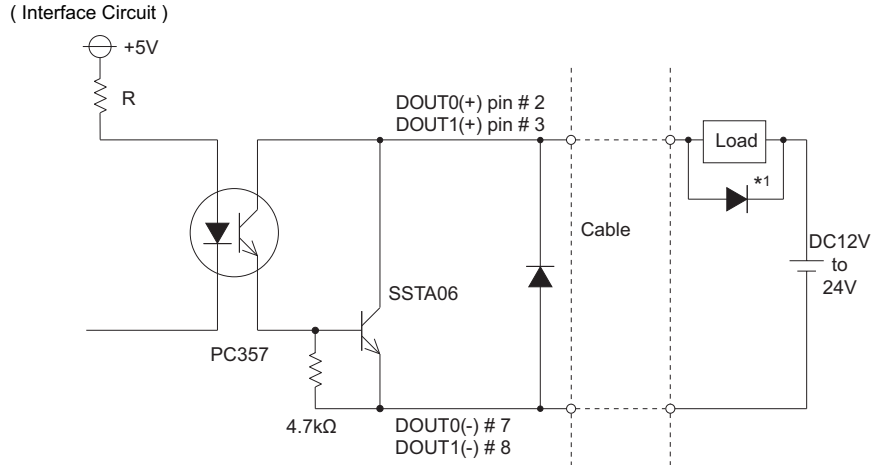 ( Interface Circuit )
+5V
R
DOUT0(+) pin # 2
DOUT1(+) pin # 3
Load
*1
Cable
DC12V
to
24V
SSTA06
PC357
4.7kΩ
DOUT0(-) # 7
DOUT1(-) # 8